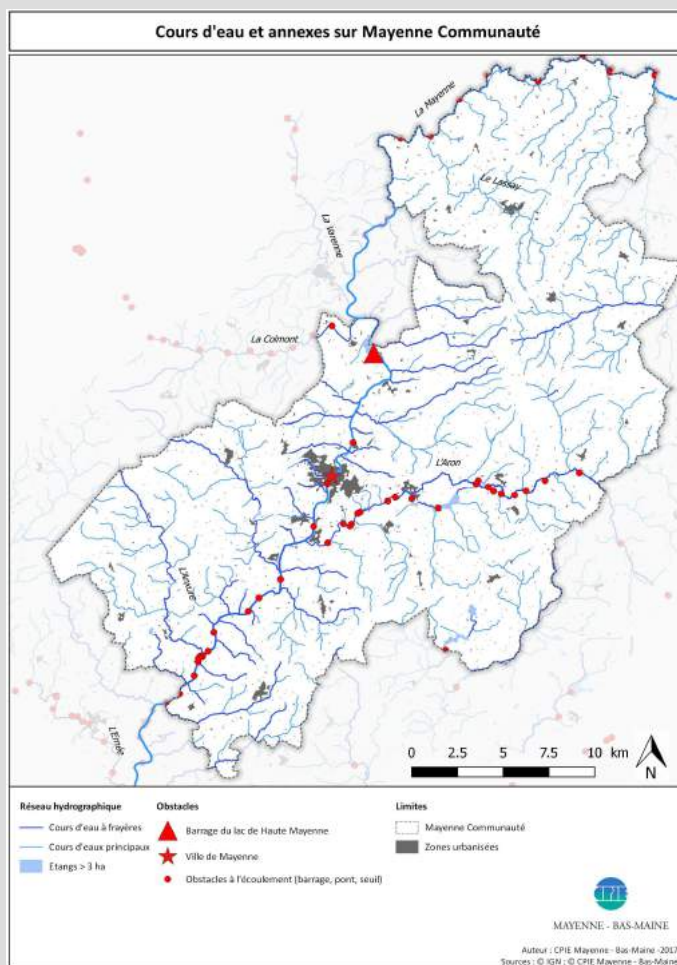 Cours d'eau et annexes sur Mayenne Communauté
La Mayenne
Le Lassay
La Varenne
La Colmont
L'Aron
L'Anvore
L'Ernée
0 2.5 5 7.5 10 km
N
Réseau hydrographique
Cours d'eau à frayères
Cours d'eaux principaux
Etangs > 3 ha
Obstacles
Barrage du lac de Haute Mayenne
Ville de Mayenne
Obstacles à l'écoulement (barrage, pont, seuil)
Limites
Mayenne Communauté
Zones urbanisées
CPIE
MAYENNE - BAS-MAINE
Auteur : CPIE Mayenne - Bas-Maine -2017
Sources : © IGN ; © CPIE Mayenne - Bas-Maine